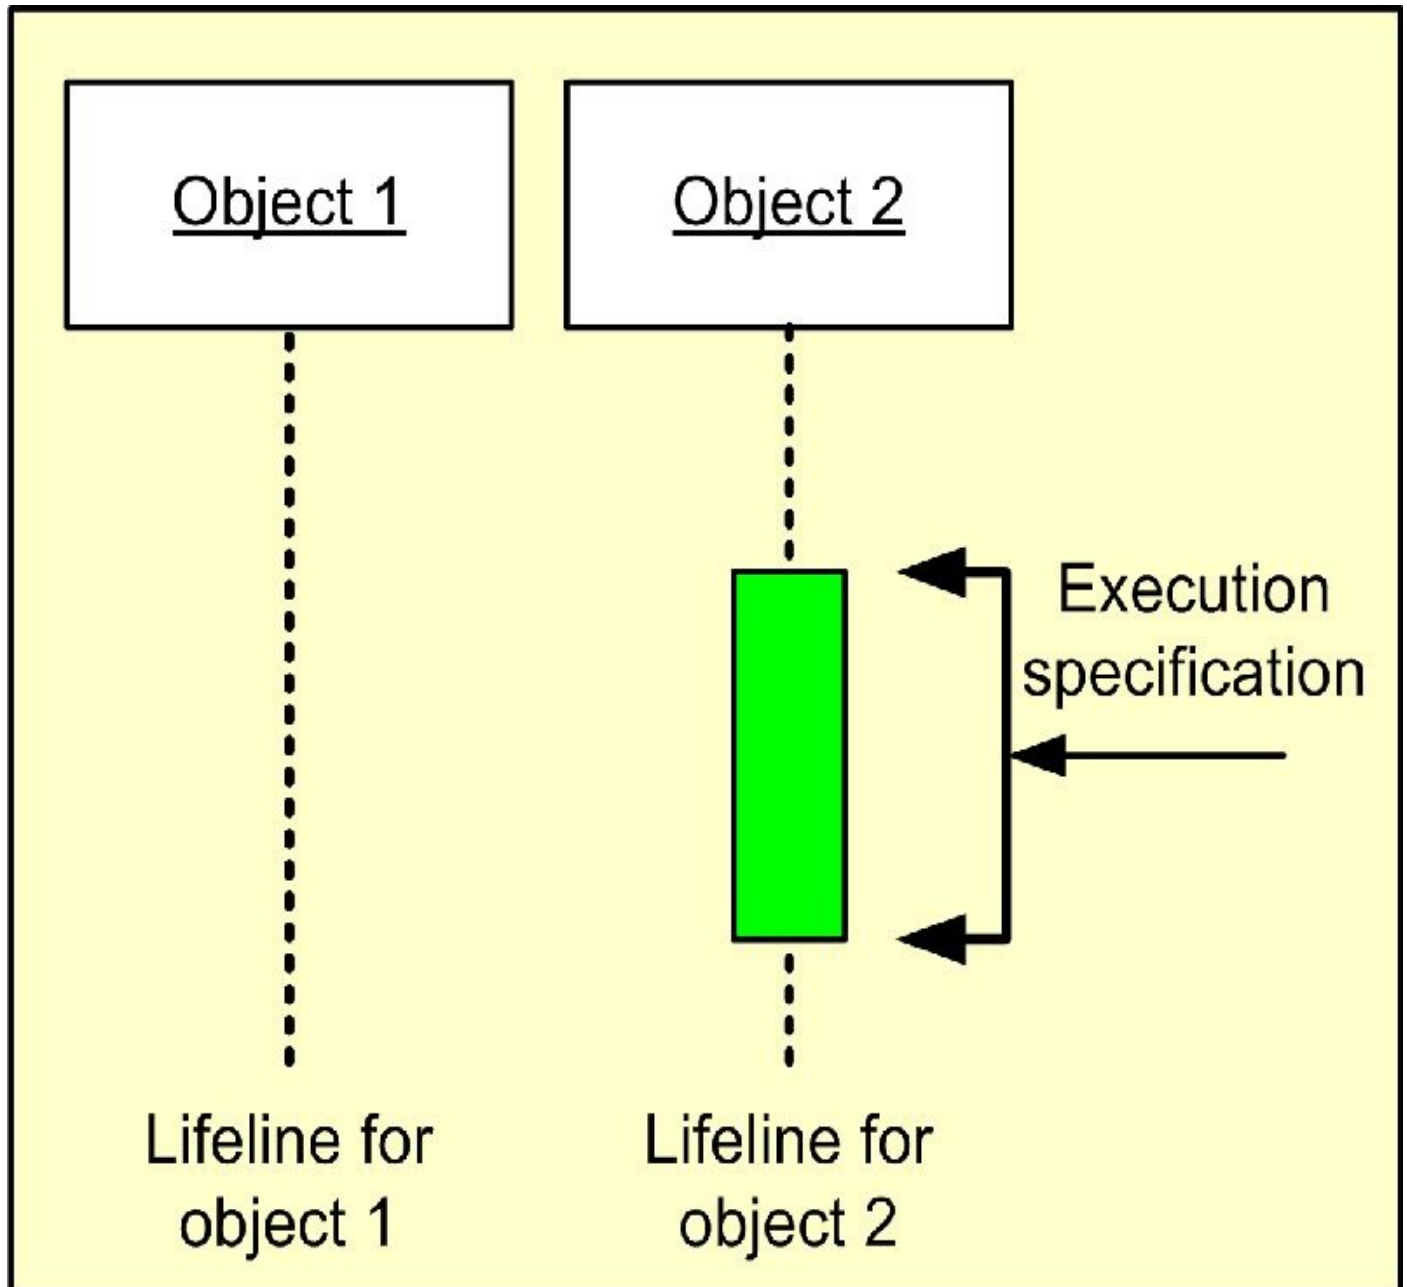 Object 1
Object 2
Execution
specification
Lifeline for
object 1
Lifeline for
object 2